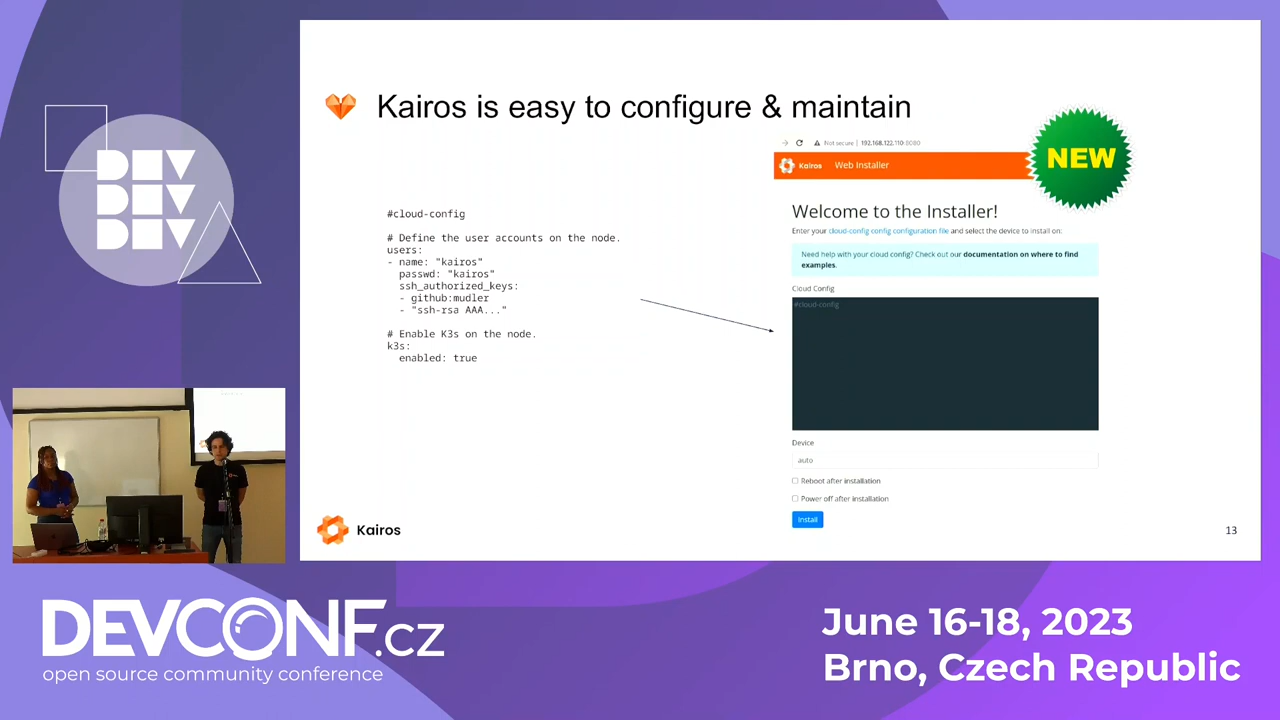 DEV
DEV
DEV
Kairos is easy to configure & maintain
#cloud-config
# Define the user accounts on the node.
users:
- name: "kairos"
passwd: "kairos"
ssh_authorized_keys:
- github:mudler
- "ssh-rsa AAA..."
# Enable K3s on the node.
k3s:
enabled: true
Not secure | 192.168.122.110:8080
Kairos Web Installer
NEW
Welcome to the Installer!
Enter your cloud-config config configuration file and select the device to install on:
Need help with your cloud config? Check out our documentation on where to find
examples.
Cloud Config
#cloud-config
Device
auto
Reboot after installation
Power off after installation
Install
Kairos
13
DEVCONF.cz
open source community conference
June 16-18, 2023
Brno, Czech Republic